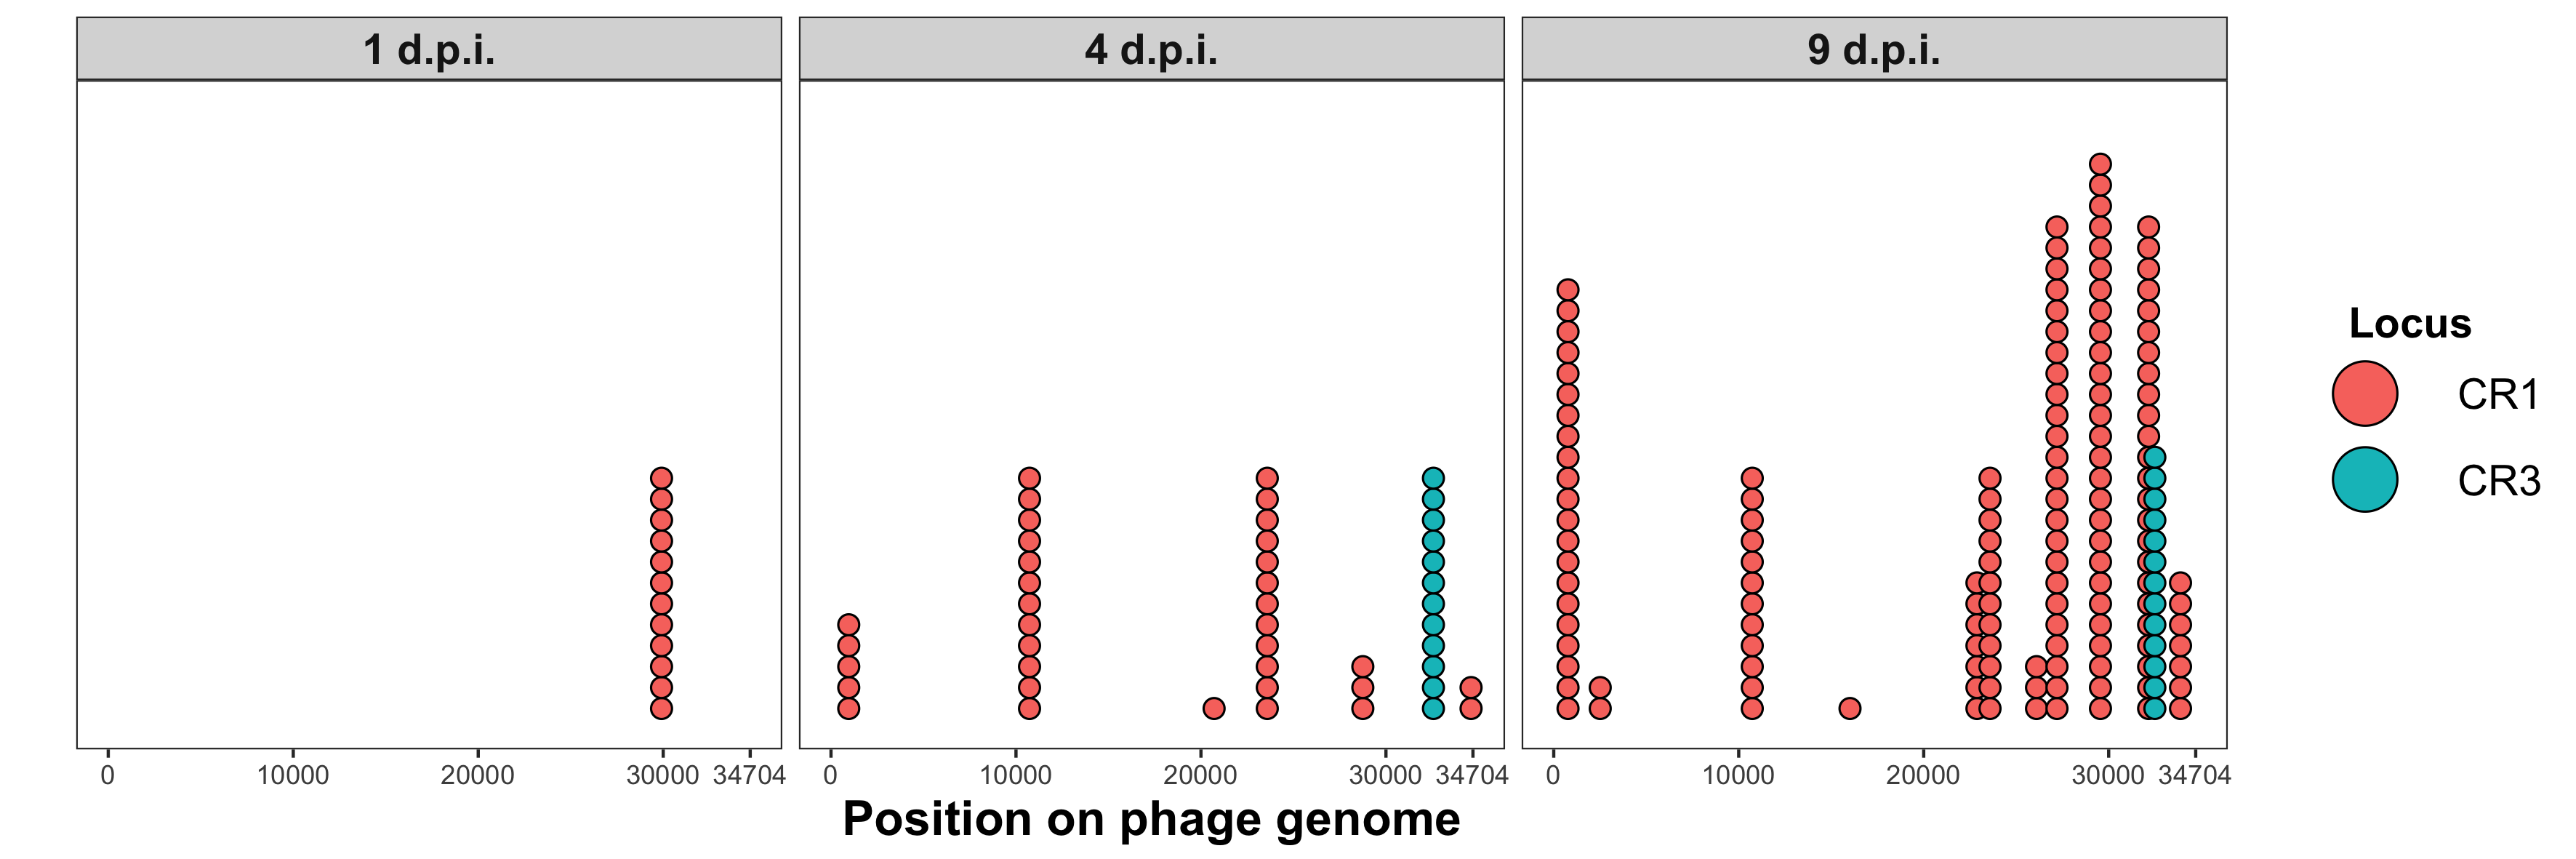 1 d.p.i.
4 d.p.i.
9 d.p.i.
0 10000 20000 30000 34704
0 10000 20000 30000 34704
0 10000 20000 30000 34704
Position on phage genome
Locus
CR1
CR3